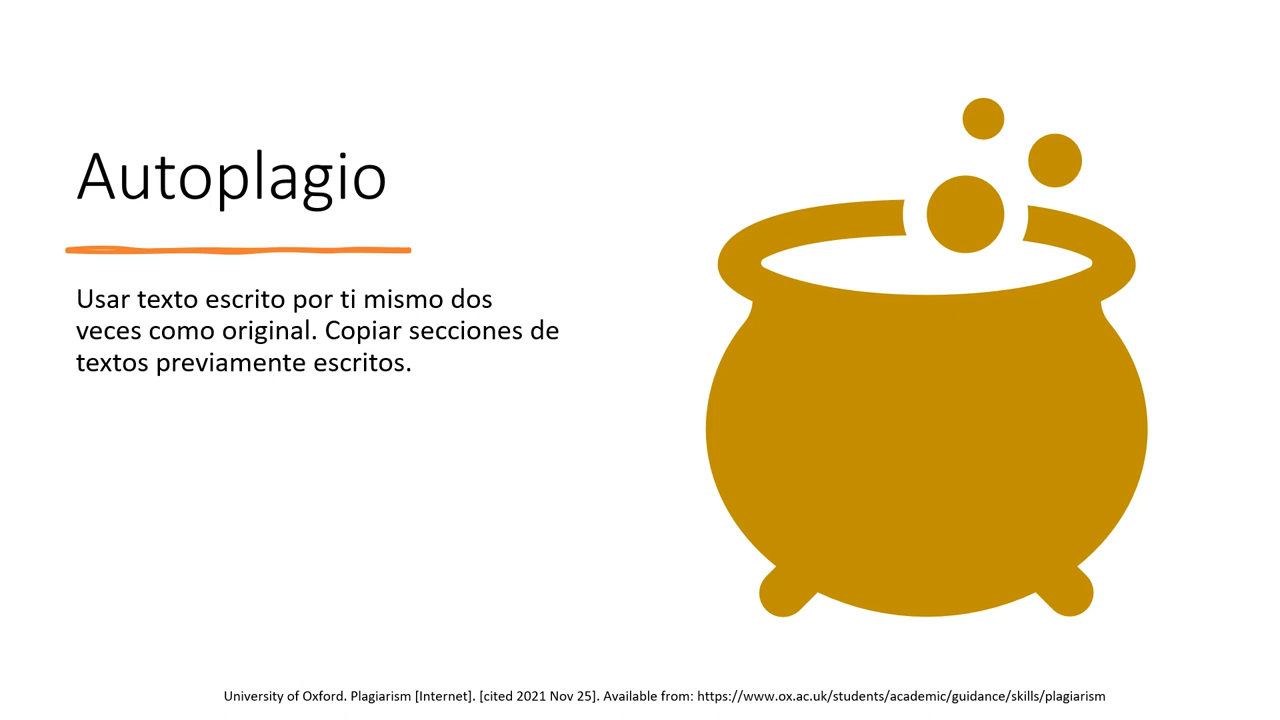 Autoplagio
Usar texto escrito por ti mismo dos
veces como original. Copiar secciones de
textos previamente escritos.
University of Oxford. Plagiarism [Internet]. [cited 2021 Nov 25]. Available from: https://www.ox.ac.uk/students/academic/guidance/skills/plagiarism